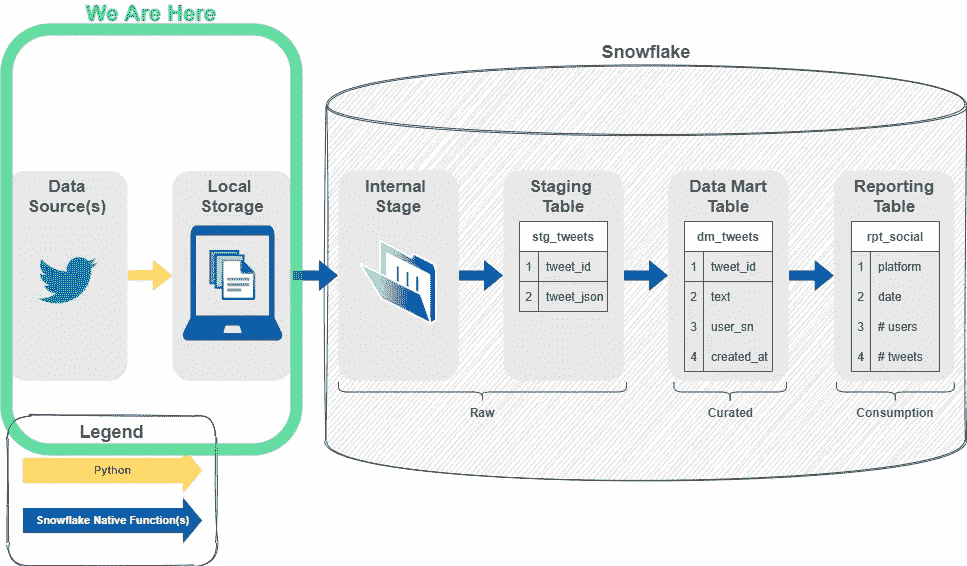 We Are Here
Snowflake
Data
Source(s)
Local
Storage
Internal
Stage
Staging
Table
stg_tweets
1 tweet_id
2 tweet_json
Data Mart
Table
dm_tweets
1 tweet_id
2 text
3 user_sn
4 created_at
Reporting
Table
rpt_social
1 platform
2 date
3 # users
4 # tweets
Raw
Curated
Consumption
Legend
Python
Snowflake Native Function(s)